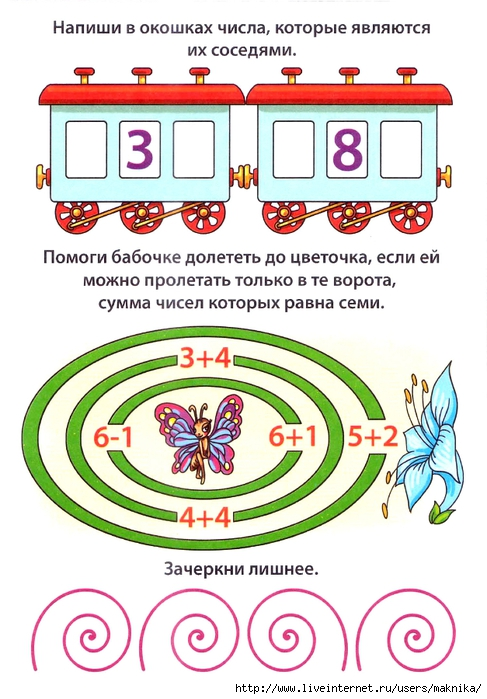 Напиши в окошках числа, которые являются
их соседями.
3 8
Помоги бабочке долететь до цветочка, если ей
можно пролетать только в те ворота,
сумма чисел которых равна семи.
3+4
6-1 6+1 5+2
4+4
Зачеркни лишнее.
http://www.liveinternet.ru/users/maknika/